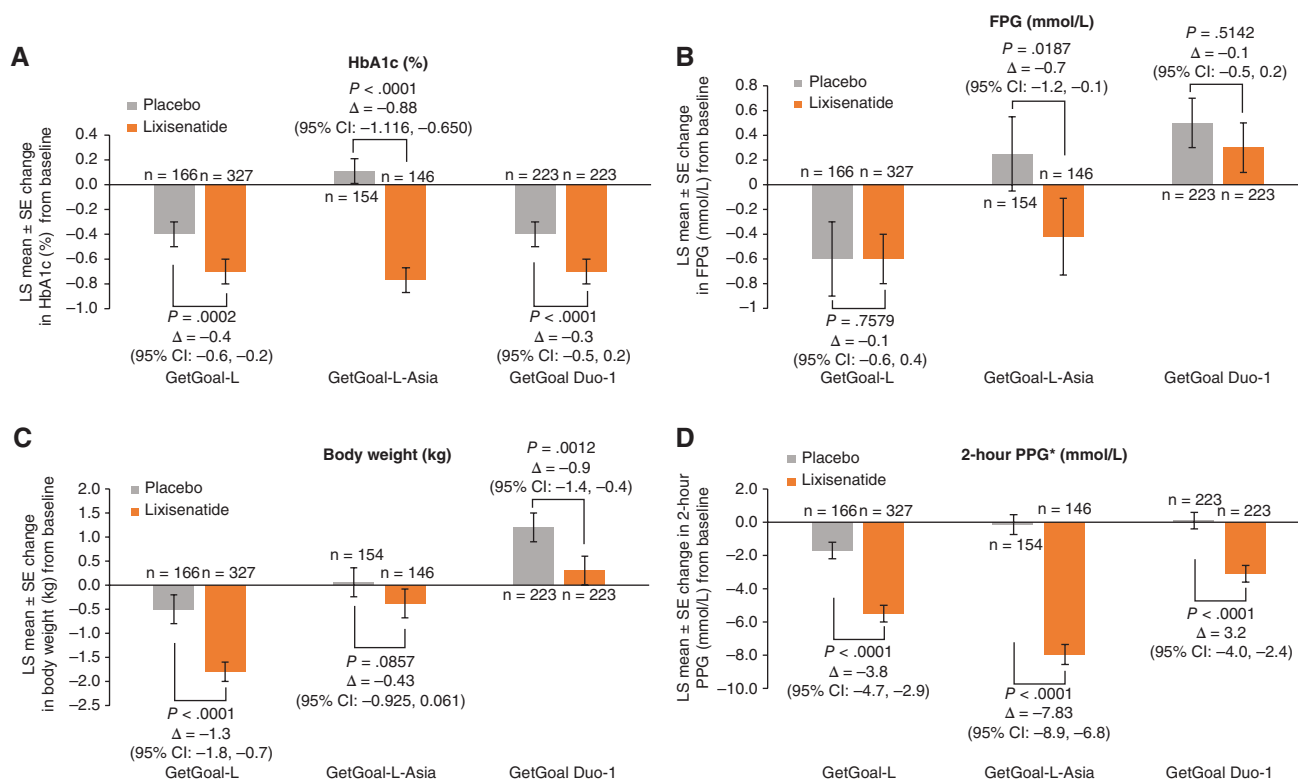 A
HbA1c (%)
Placebo
Lixisenatide
P < .0001
Δ = –0.88
(95% CI: –1.116, –0.650)
LS mean ± SE change
in HbA1c (%) from baseline
0.4
0.2
0.0
–0.2
–0.4
–0.6
–0.8
–1.0
n = 166
n = 327
n = 154
n = 146
n = 223
n = 223
P = .0002
Δ = –0.4
(95% CI: –0.6, –0.2)
P < .0001
Δ = –0.3
(95% CI: –0.5, 0.2)
GetGoal-L
GetGoal-L-Asia
GetGoal Duo-1
B
FPG (mmol/L)
Placebo
Lixisenatide
P = .0187
Δ = –0.7
(95% CI: –1.2, –0.1)
P = .5142
Δ = –0.1
(95% CI: –0.5, 0.2)
LS mean ± SE change
in FPG (mmol/L) from baseline
0.8
0.6
0.4
0.2
0
–0.2
–0.4
–0.6
–0.8
–1
n = 166
n = 327
n = 154
n = 146
n = 223
n = 223
P = .7579
Δ = –0.1
(95% CI: –0.6, 0.4)
GetGoal-L
GetGoal-L-Asia
GetGoal Duo-1
C
Body weight (kg)
Placebo
Lixisenatide
P = .0012
Δ = –0.9
(95% CI: –1.4, –0.4)
LS mean ± SE change
in body weight (kg) from baseline
2.0
1.5
1.0
0.5
0.0
–0.5
–1.0
–1.5
–2.0
–2.5
n = 166
n = 327
n = 154
n = 146
n = 223
n = 223
P < .0001
Δ = –1.3
(95% CI: –1.8, –0.7)
P = .0857
Δ = –0.43
(95% CI: –0.925, 0.061)
GetGoal-L
GetGoal-L-Asia
GetGoal Duo-1
D
2-hour PPG* (mmol/L)
Placebo
Lixisenatide
LS mean ± SE change in 2-hour
PPG (mmol/L) from baseline
2.0
0.0
–2.0
–4.0
–6.0
–8.0
–10.0
n = 166
n = 327
n = 154
n = 146
n = 223
n = 223
P < .0001
Δ = –3.8
(95% CI: –4.7, –2.9)
P < .0001
Δ = –7.83
(95% CI: –8.9, –6.8)
P < .0001
Δ 3.2
(95% CI: –4.0, –2.4)
GetGoal-L
GetGoal-L-Asia
GetGoal Duo-1